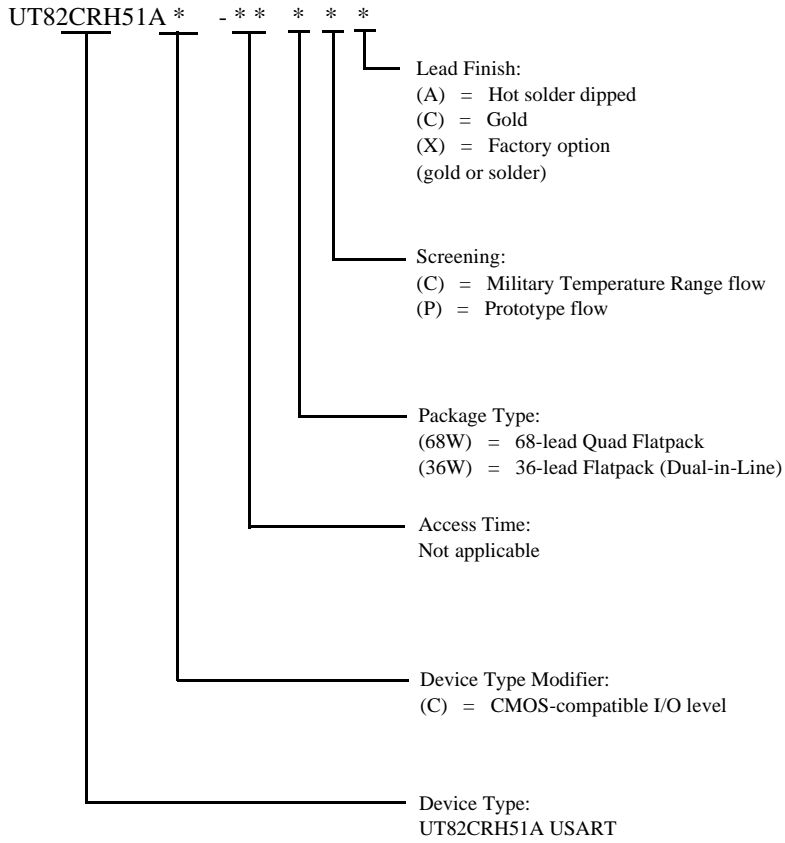 UT82CRH51A * - * * * * *
Lead Finish:
(A) = Hot solder dipped
(C) = Gold
(X) = Factory option
(gold or solder)
Screening:
(C) = Military Temperature Range flow
(P) = Prototype flow
Package Type:
(68W) = 68-lead Quad Flatpack
(36W) = 36-lead Flatpack (Dual-in-Line)
Access Time:
Not applicable
Device Type Modifier:
(C) = CMOS-compatible I/O level
Device Type:
UT82CRH51A USART